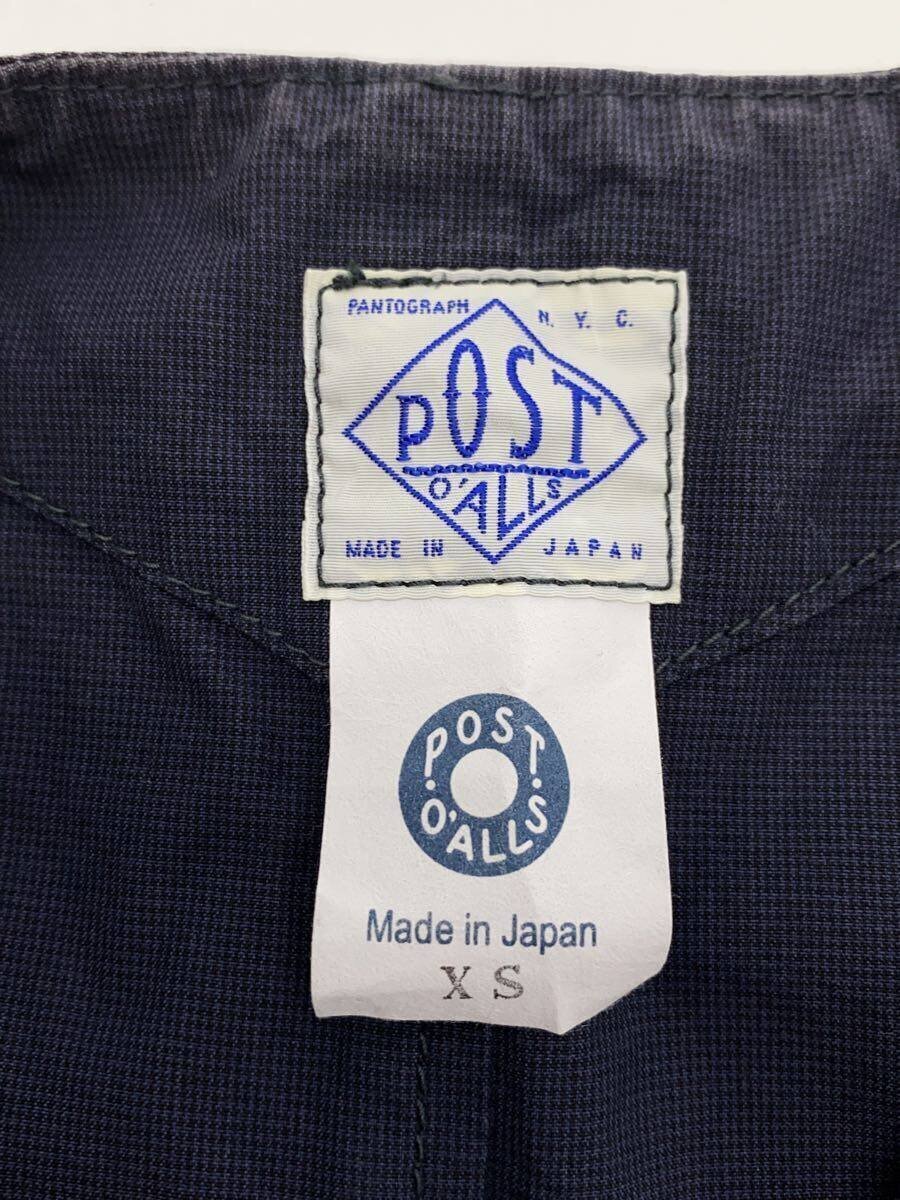 PANTOGRAPH N. Y. C.
POST
O'ALLS
MADE IN JAPAN
POST
O'ALLS
Made in Japan
XS